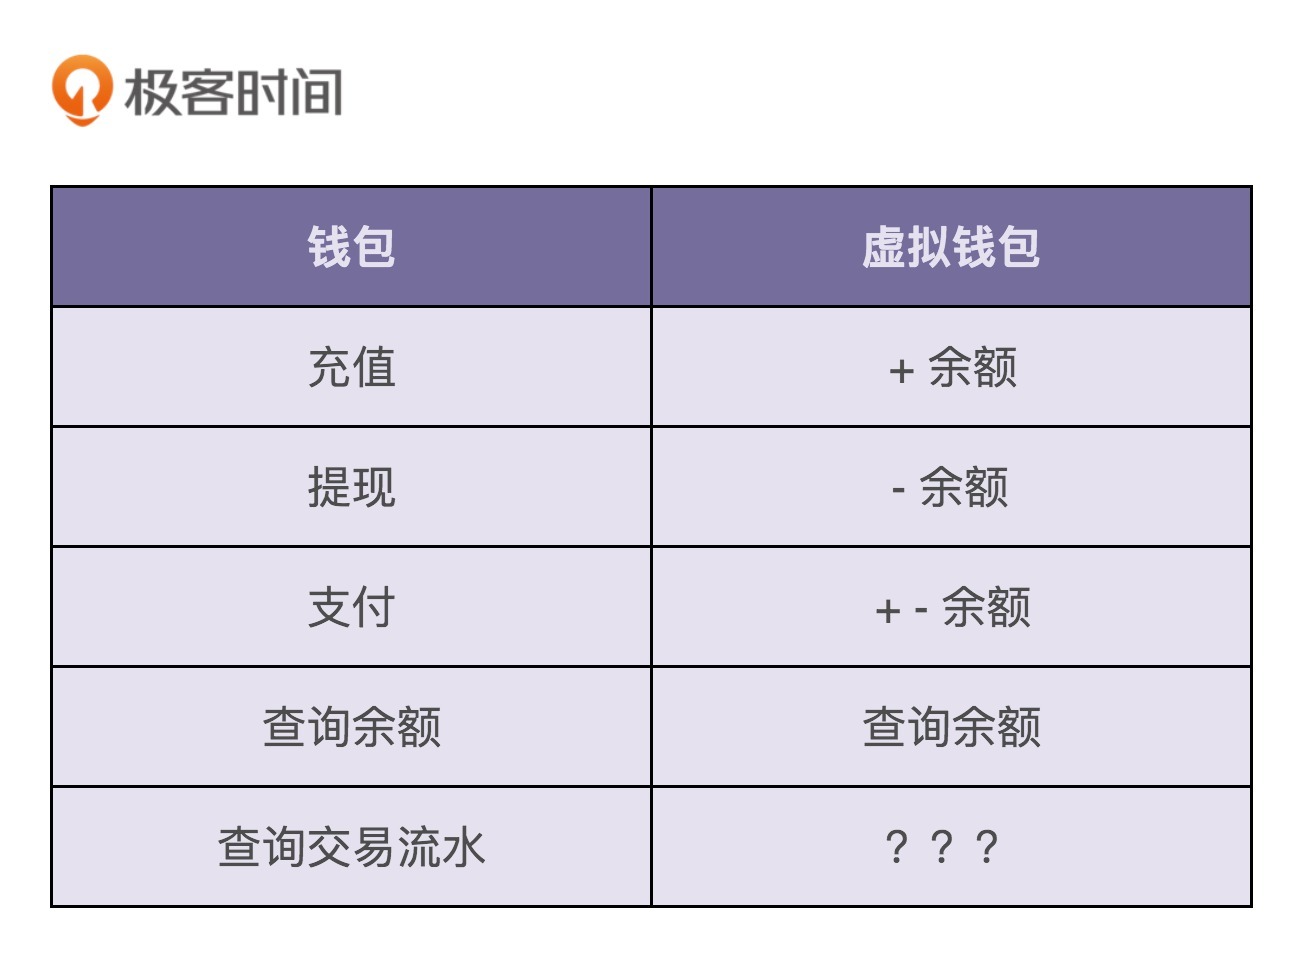 极客时间
钱包 虚拟钱包
充值 + 余额
提现 - 余额
支付 + - 余额
查询余额 查询余额
查询交易流水 ？？？